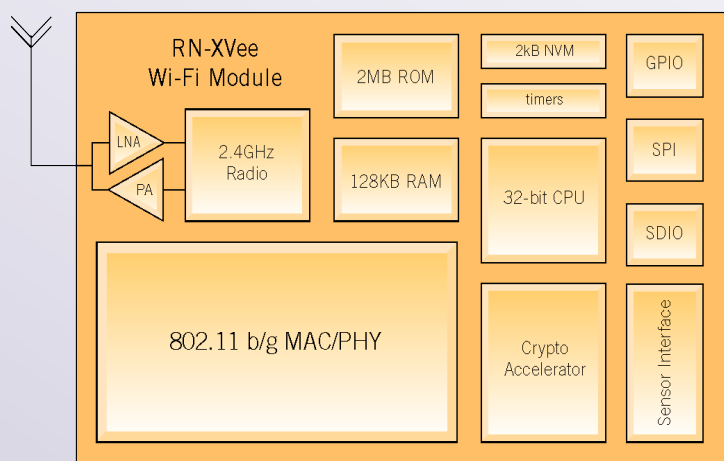 RN-XVee
Wi-Fi Module
LNA
PA
2.4GHz
Radio
2MB ROM
128KB RAM
2kB NVM
timers
32-bit CPU
GPIO
SPI
SDIO
802.11 b/g MAC/PHY
Crypto
Accelerator
Sensor Interface